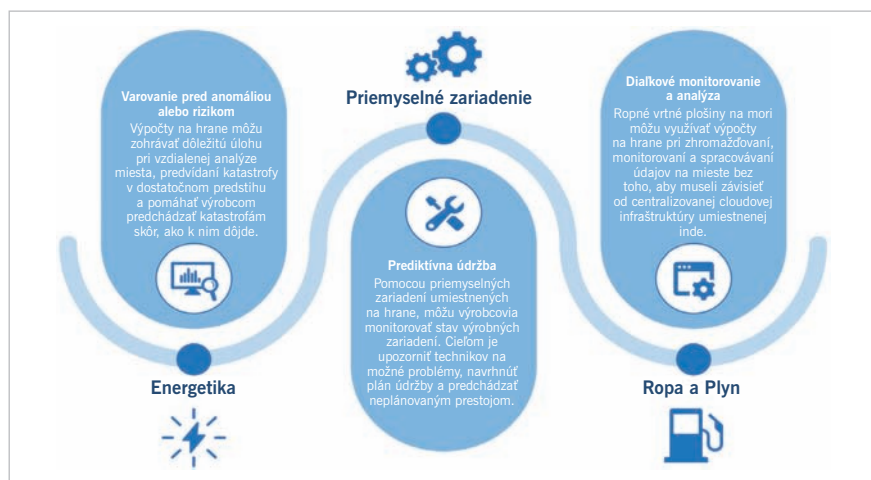 Varovanie pred anomáliou
alebo rizikom
Výpočty na hrane môžu
zohrávať dôležitú úlohu
pri vzdialenej analýze
miesta, predvídaní katastrofy
v dostatočnom predstihu
a pomáhať výrobcom
predchádzať katastrofám
skôr, ako k nim dôjde.
Energetika
Priemyselné zariadenie
Prediktívna údržba
Pomocou priemyselných
zariadení umiestnených
na hrane, môžu výrobcovia
monitorovať stav výrobných
zariadení. Cieľom je
upozorniť technikov na
možné problémy, navrhnúť
plán údržby a predchádzať
neplánovaným prestojom.
Diaľkové monitorovanie
a analýza
Ropné vrtné plošiny na mori
môžu využívať výpočty
na hrane pri zhromažďovaní,
monitorovaní a spracovávaní
údajov na mieste bez
toho, aby museli závisieť
od centralizovanej cloudovej
infraštruktúry umiestnenej
inde.
Ropa a Plyn